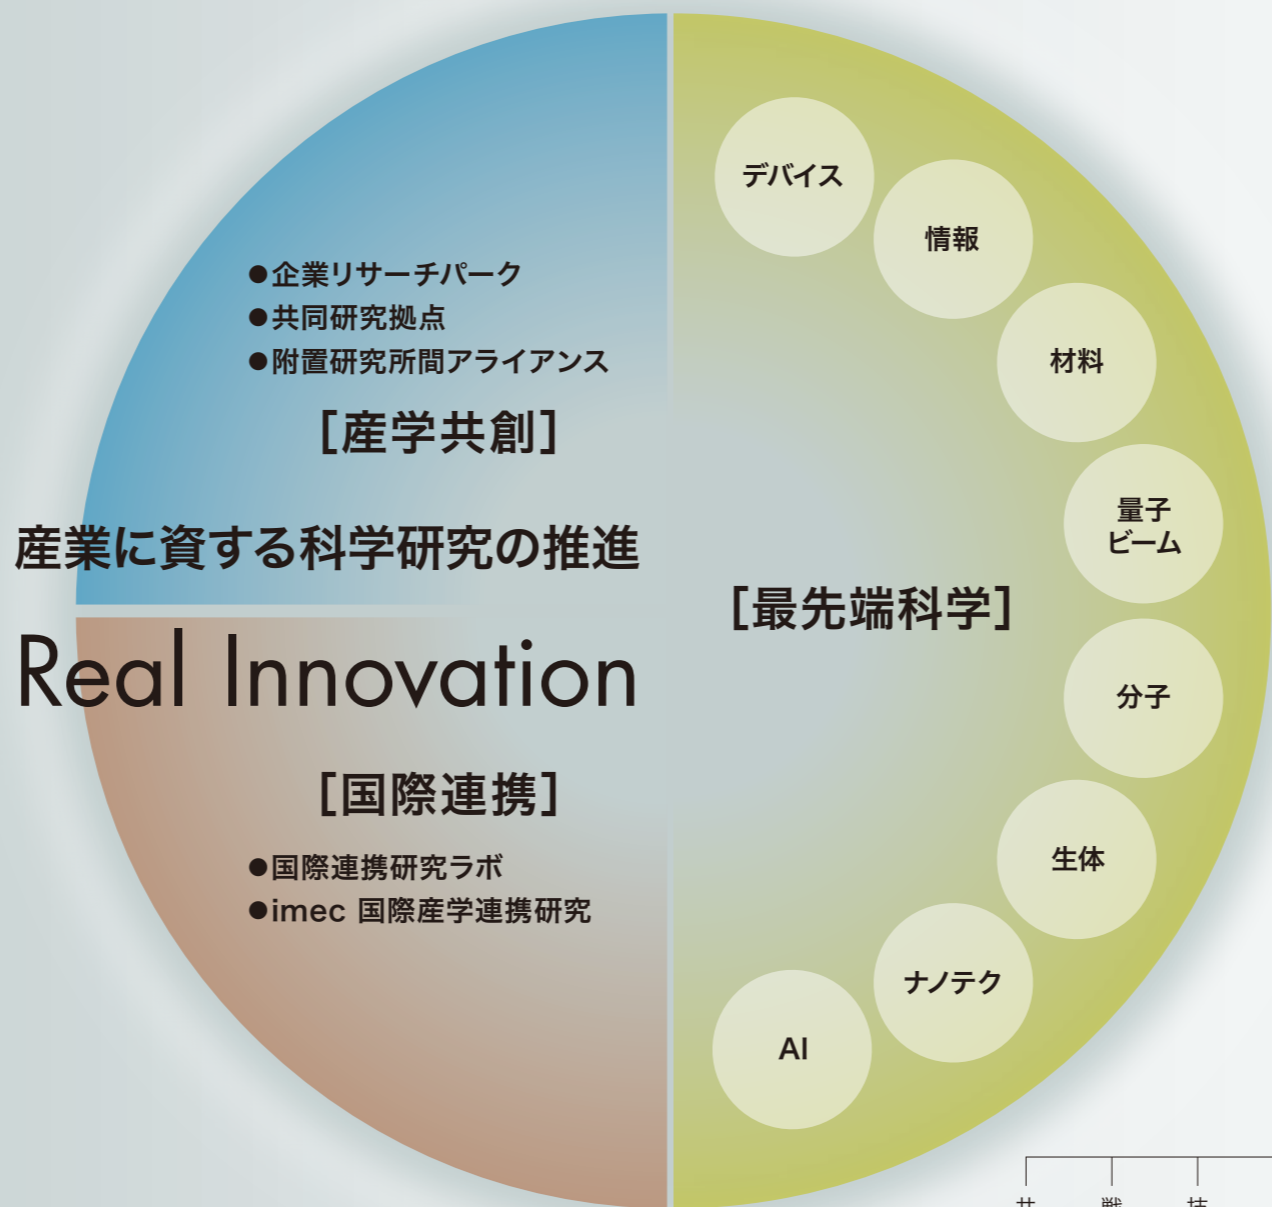 ●企業リサーチパーク
●共同研究拠点
●附置研究所間アライアンス
［産学共創］
産業に資する科学研究の推進
Real Innovation
［国際連携］
●国際連携研究ラボ
●imec 国際産学連携研究
［最先端科学］
デバイス
情報
材料
量子
ビーム
分子
生体
ナノテク
AI